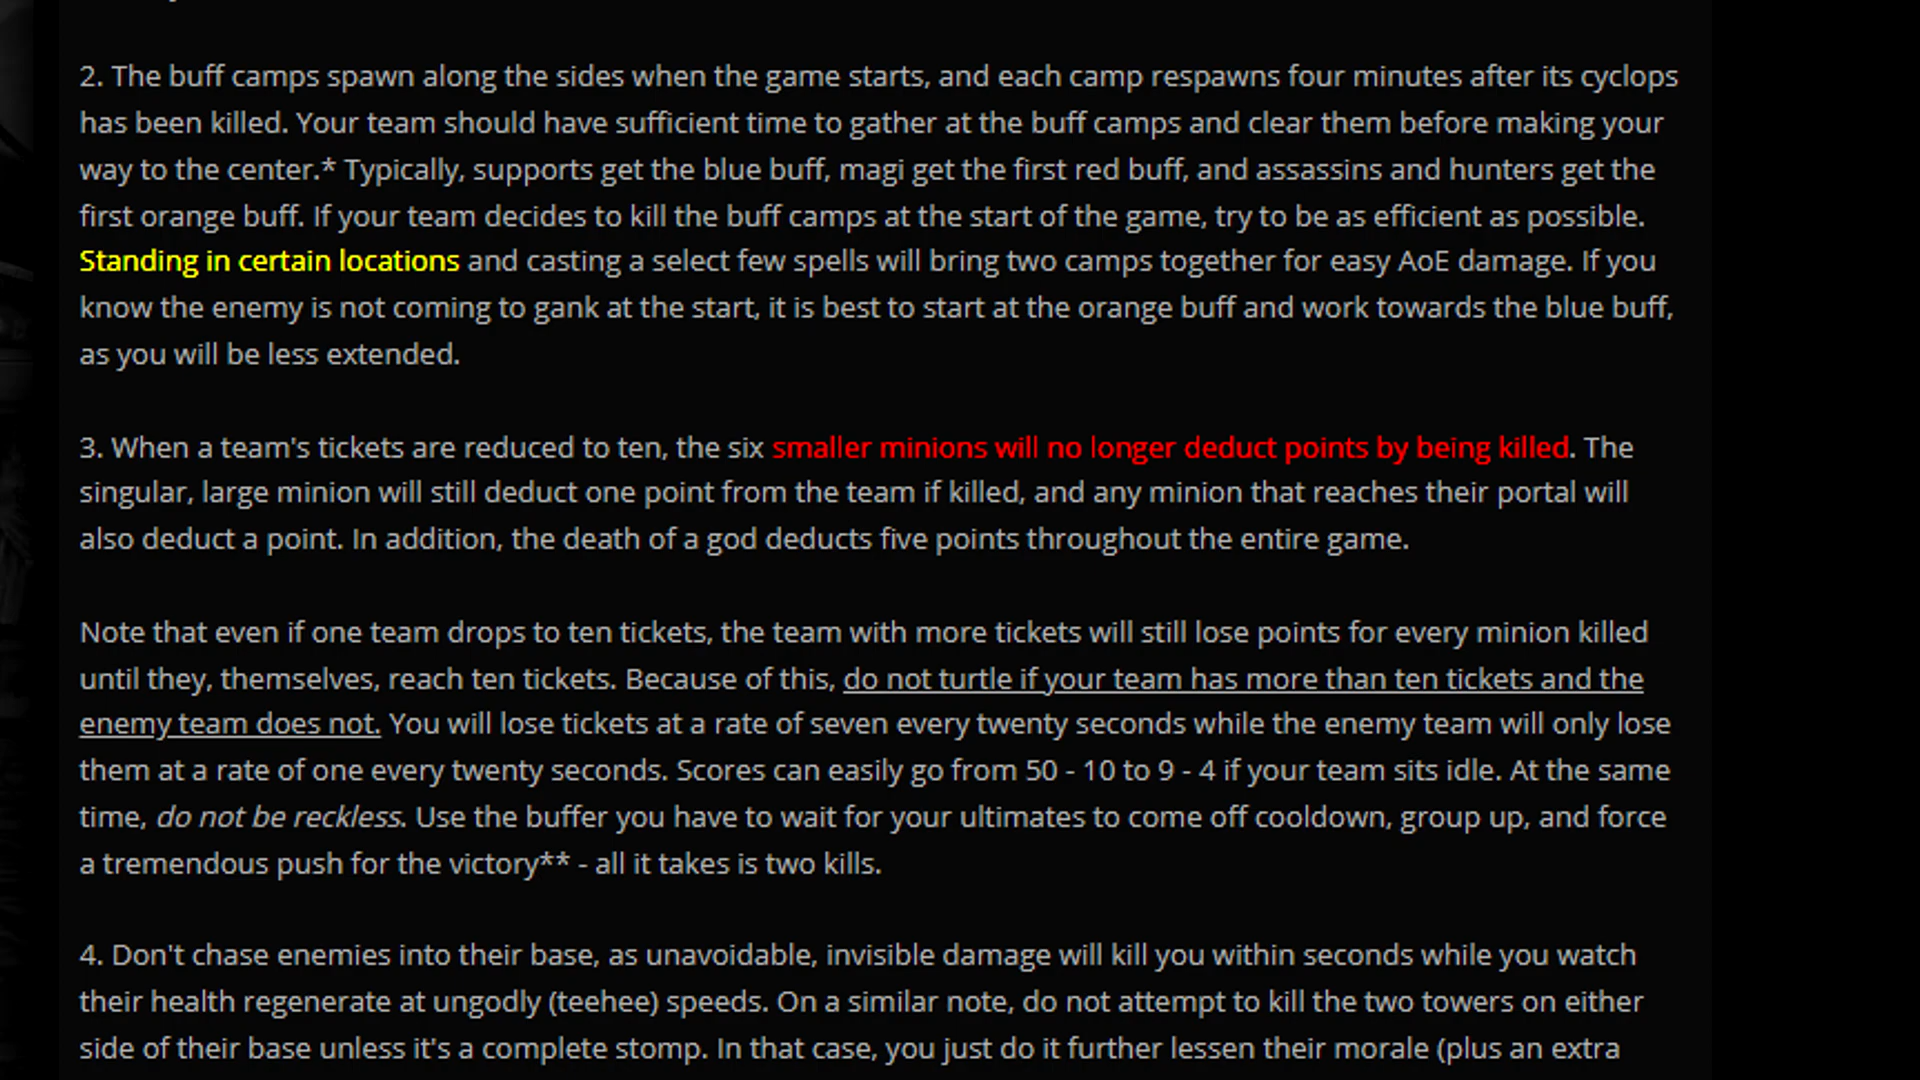 2. The buff camps spawn along the sides when the game starts, and each camp respawns four minutes after its cyclops
has been killed. Your team should have sufficient time to gather at the buff camps and clear them before making your
way to the center.* Typically, supports get the blue buff, magi get the first red buff, and assassins and hunters get the
first orange buff. If your team decides to kill the buff camps at the start of the game, try to be as efficient as possible.
Standing in certain locations and casting a select few spells will bring two camps together for easy AoE damage. If you
know the enemy is not coming to gank at the start, it is best to start at the orange buff and work towards the blue buff,
as you will be less extended.
3. When a team's tickets are reduced to ten, the six smaller minions will no longer deduct points by being killed. The
singular, large minion will still deduct one point from the team if killed, and any minion that reaches their portal will
also deduct a point. In addition, the death of a god deducts five points throughout the entire game.
Note that even if one team drops to ten tickets, the team with more tickets will still lose points for every minion killed
until they, themselves, reach ten tickets. Because of this, do not turtle if your team has more than ten tickets and the
enemy team does not. You will lose tickets at a rate of seven every twenty seconds while the enemy team will only lose
them at a rate of one every twenty seconds. Scores can easily go from 50 - 10 to 9 - 4 if your team sits idle. At the same
time, do not be reckless. Use the buffer you have to wait for your ultimates to come off cooldown, group up, and force
a tremendous push for the victory** - all it takes is two kills.
4. Don't chase enemies into their base, as unavoidable, invisible damage will kill you within seconds while you watch
their health regenerate at ungodly (teehee) speeds. On a similar note, do not attempt to kill the two towers on either
side of their base unless it's a complete stomp. In that case, you just do it further lessen their morale (plus an extra